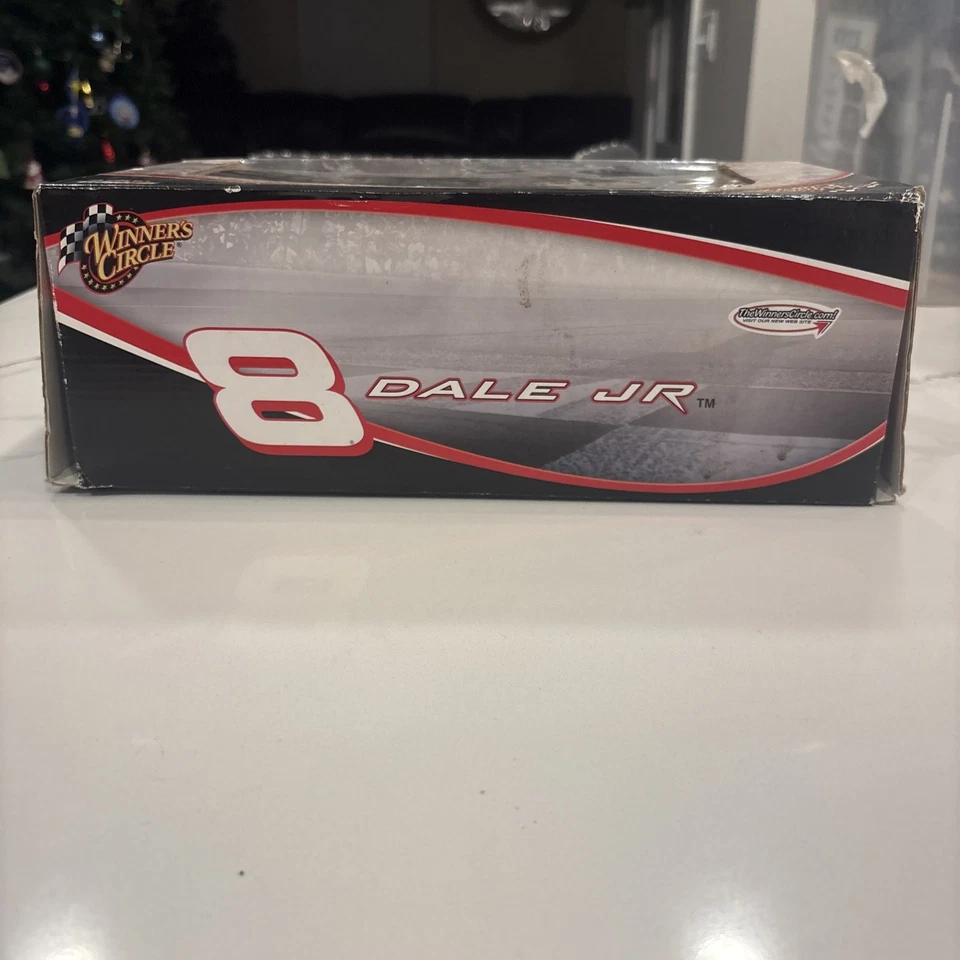 WINNER'S
CIRCLE®
TheWinnersCircle.com!
VISIT OUR NEW WEB SITE
8 DALE JR™